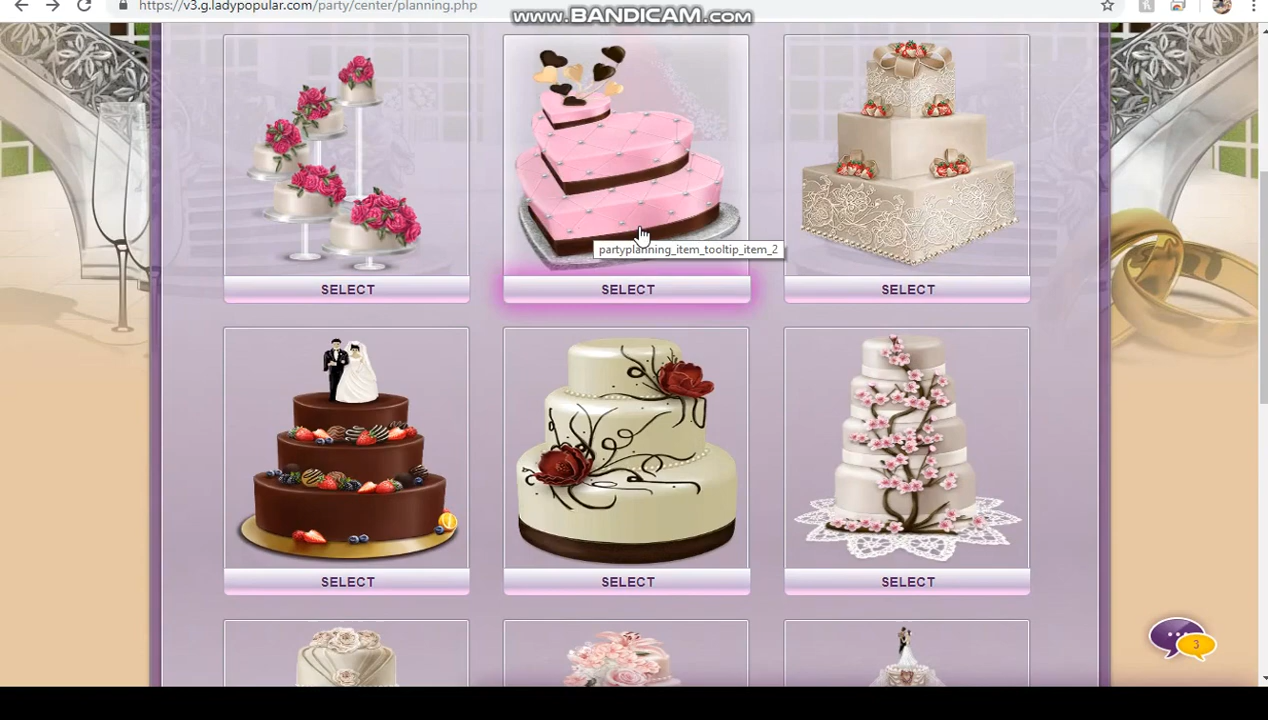 https://v3.g.ladypopular.com/party/center/planning.php
www.BANDICAM.com
partyplanning_item_tooltip_item_2
SELECT SELECT SELECT
SELECT SELECT SELECT
3